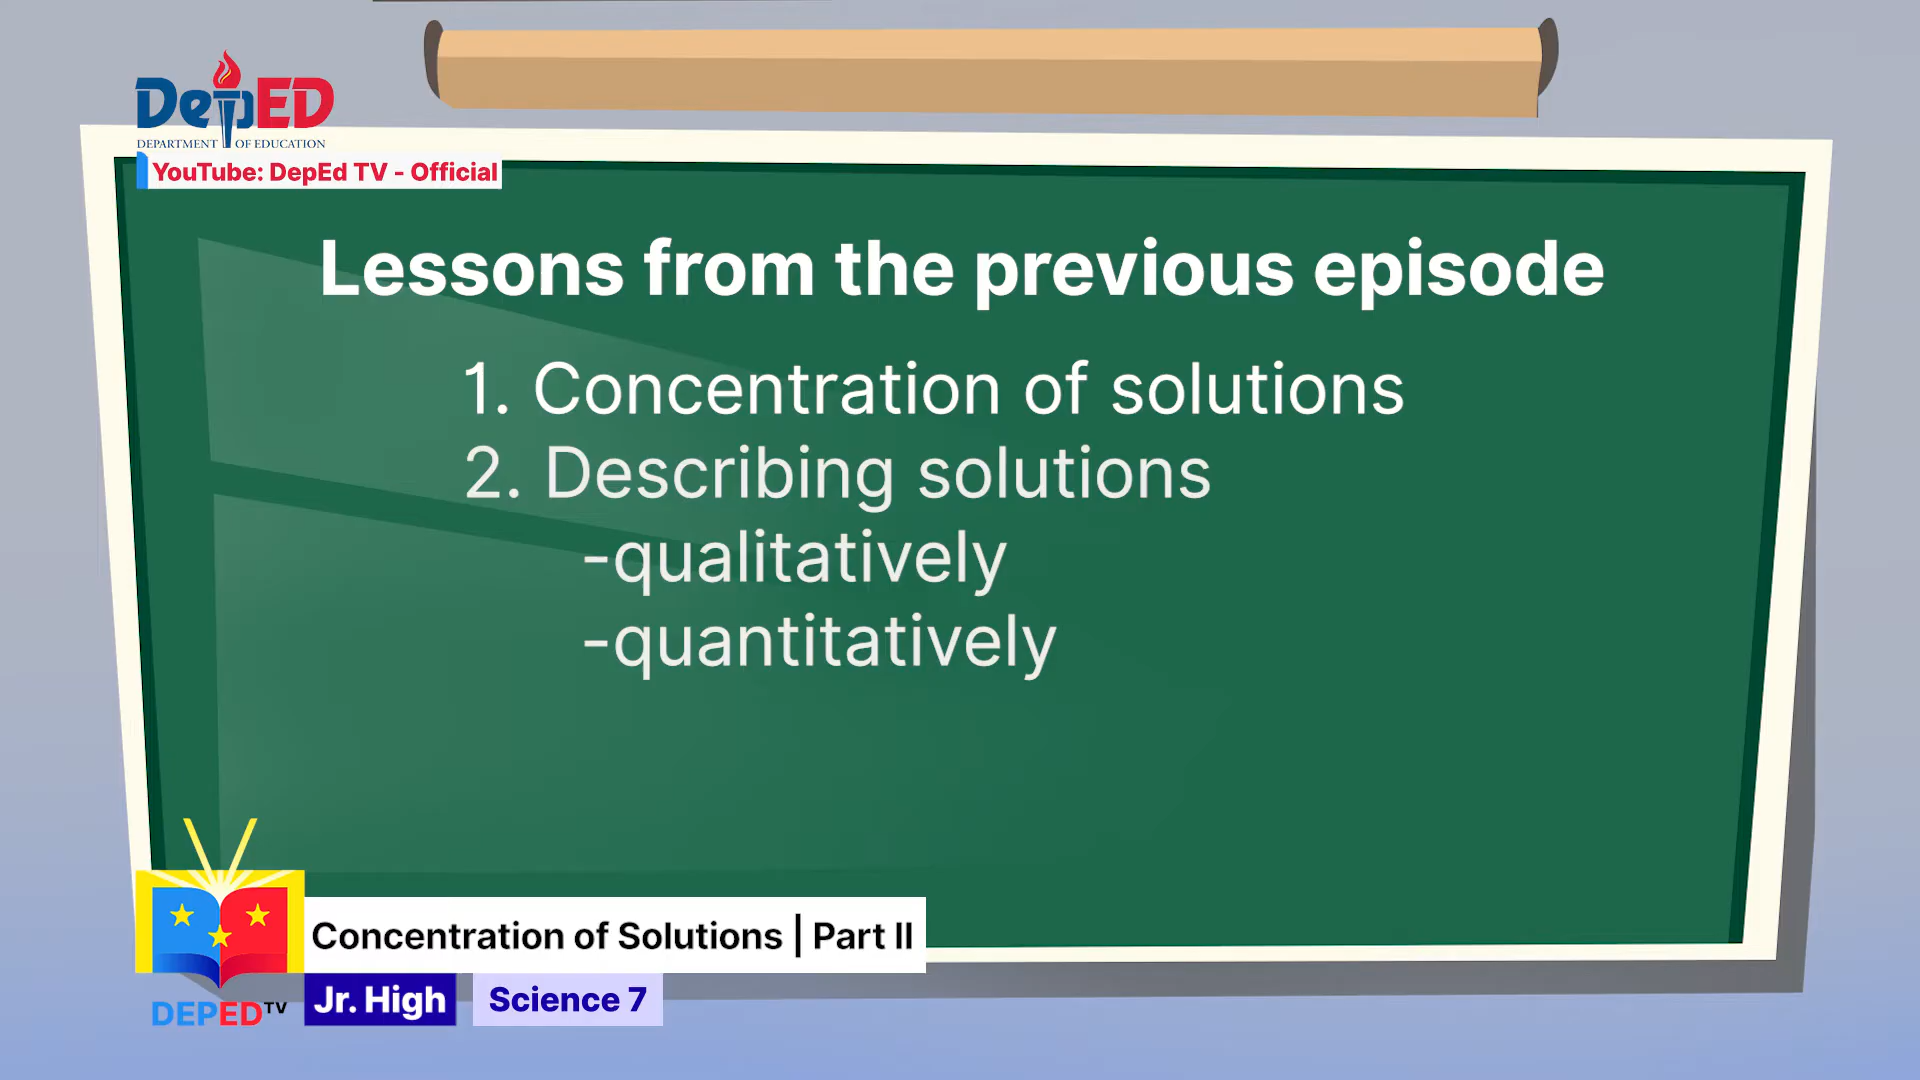 DepED
DEPARTMENT OF EDUCATION
YouTube: DepEd TV - Official
Lessons from the previous episode
1. Concentration of solutions
2. Describing solutions
-qualitatively
-quantitatively
Concentration of Solutions | Part II
DEPED TV
Jr. High
Science 7